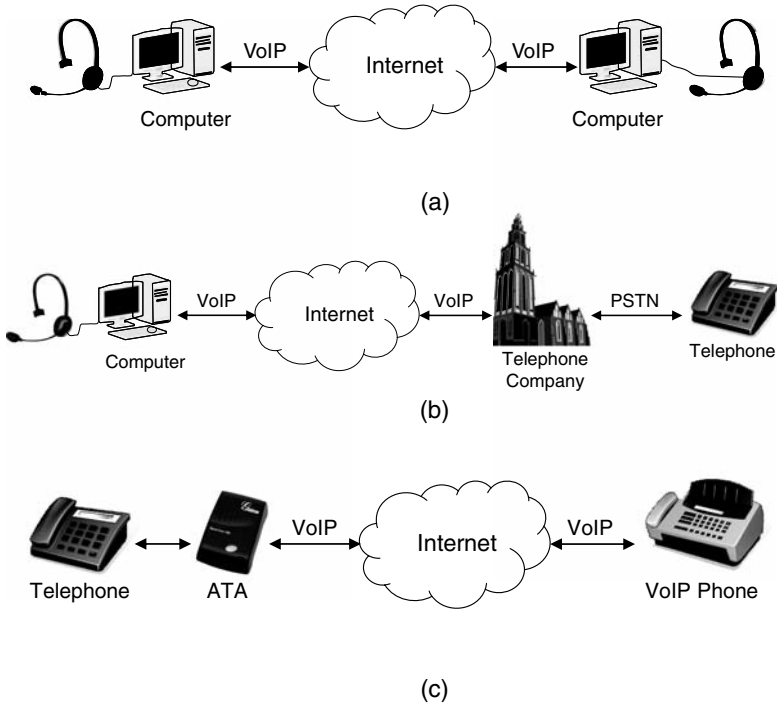 VoIP
Internet
VoIP
Computer
Computer
(a)
VoIP
Internet
VoIP
PSTN
Computer
Telephone
Company
Telephone
(b)
VoIP
Internet
VoIP
Telephone
ATA
VoIP Phone
(c)